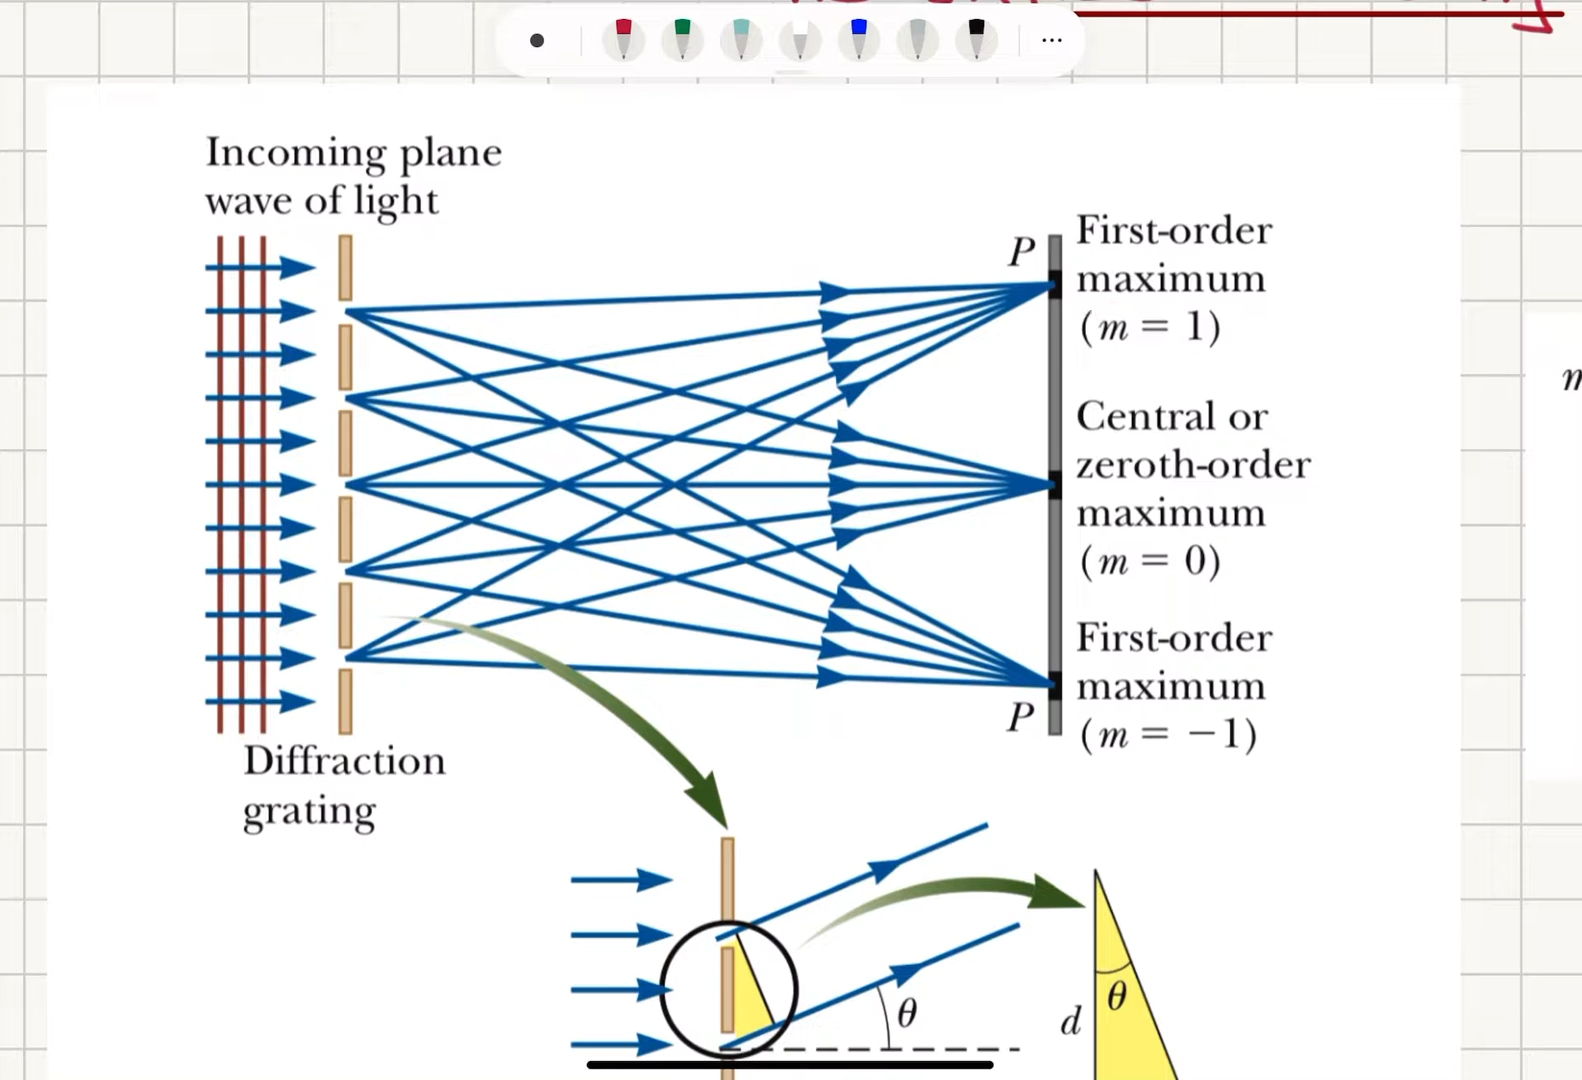 Incoming plane
wave of light
P
First-order
maximum
(m = 1)
Central or
zeroth-order
maximum
(m = 0)
First-order
maximum
(m = −1)
P
Diffraction
grating
θ
d
θ